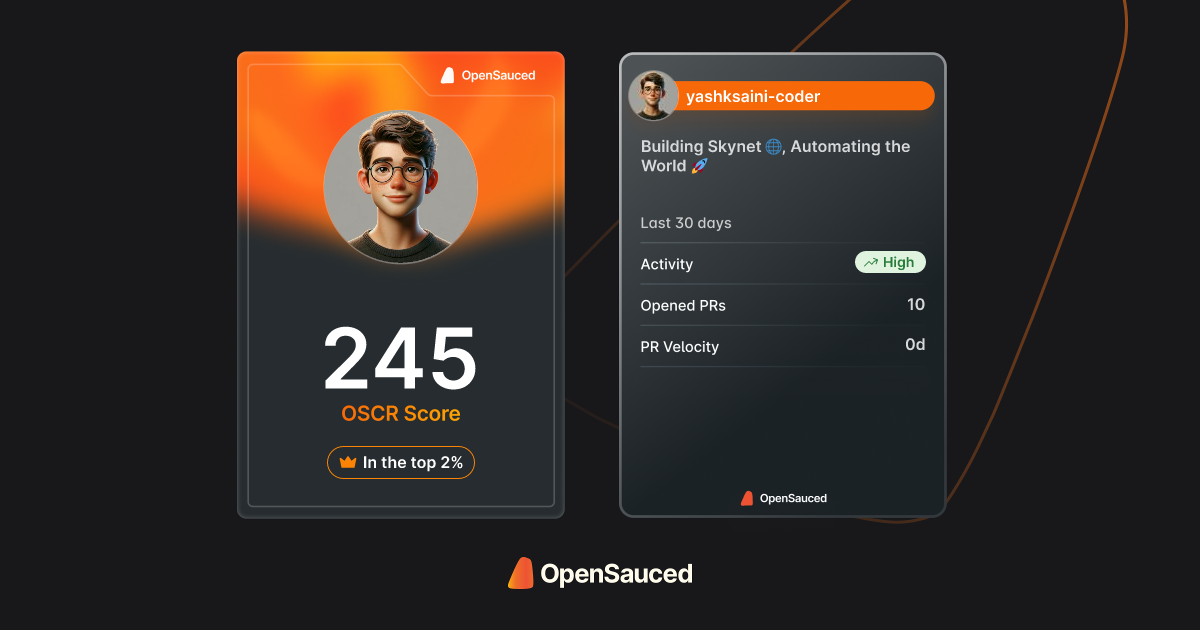 OpenSauced
245
OSCR Score
In the top 2%
yashksaini-coder
Building Skynet 🌐, Automating the
World 🚀
Last 30 days
Activity High
Opened PRs 10
PR Velocity 0d
OpenSauced
OpenSauced